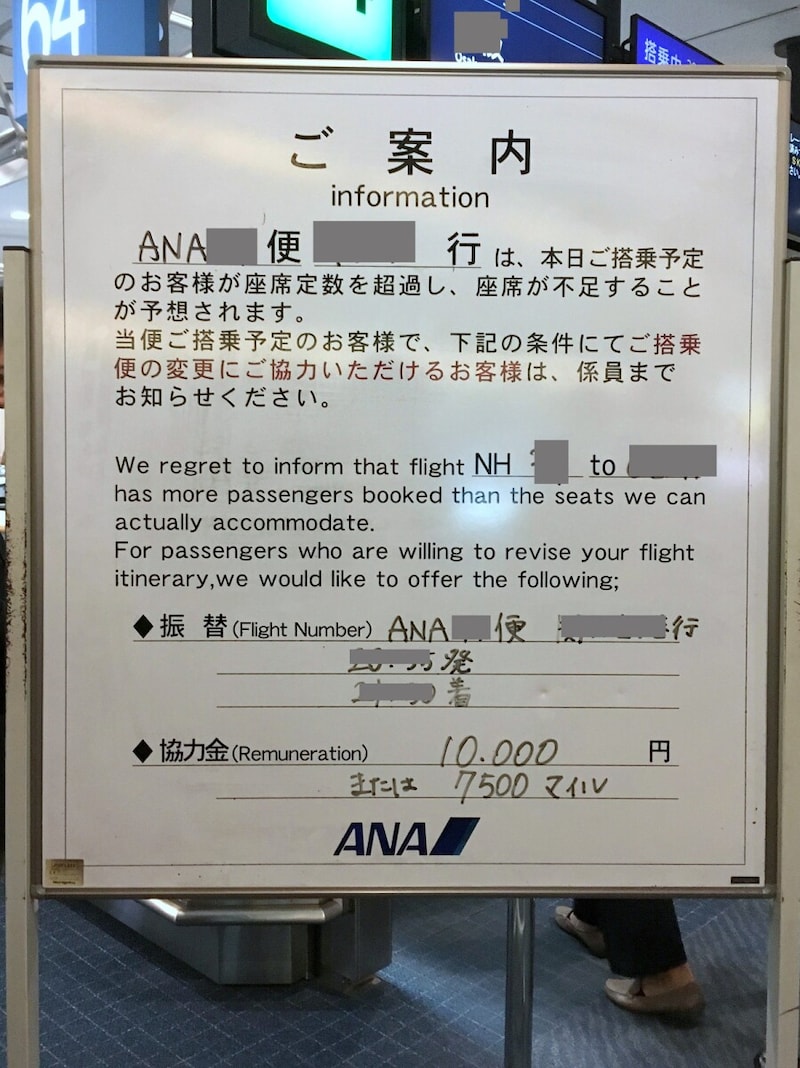 64
搭乗中
ご案内
information
ANA 便 行は、本日ご搭乗予定
のお客様が座席定数を超過し、座席が不足すること
が予想されます。
当便ご搭乗予定のお客様で、下記の条件にてご搭乗
便の変更にご協力いただけるお客様は、係員まで
お知らせください。
We regret to inform that flight NH to
has more passengers booked than the seats we can
actually accommodate.
For passengers who are willing to revise your flight
itinerary,we would like to offer the following;
◆振替(Flight Number) ANA 便 行
発
着
◆協力金(Remuneration) 10.000 円
または 7500 マイル
ANA